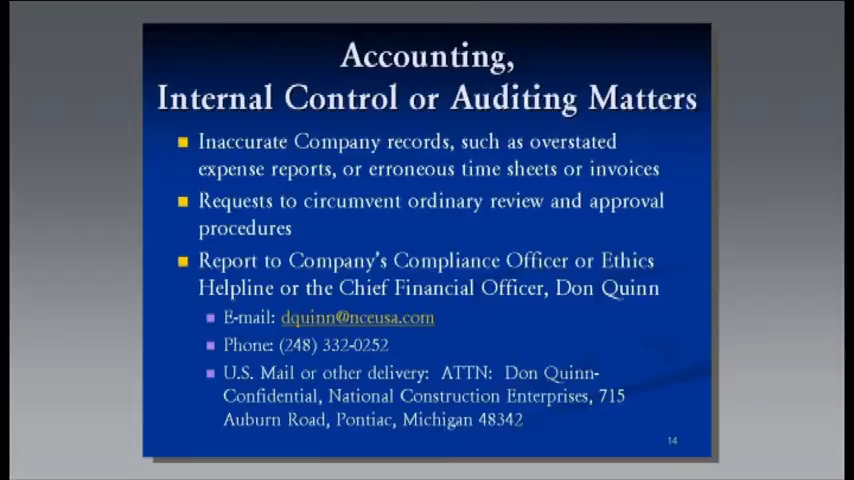 Accounting,
Internal Control or Auditing Matters
Inaccurate Company records, such as overstated
expense reports, or erroneous time sheets or invoices
Requests to circumvent ordinary review and approval
procedures
Report to Company's Compliance Officer or Ethics
Helpline or the Chief Financial Officer, Don Quinn
E-mail: dquinn@nceusa.com
Phone: (248) 332-0252
U.S. Mail or other delivery: ATTN: Don Quinn-
Confidential, National Construction Enterprises, 715
Auburn Road, Pontiac, Michigan 48342
14